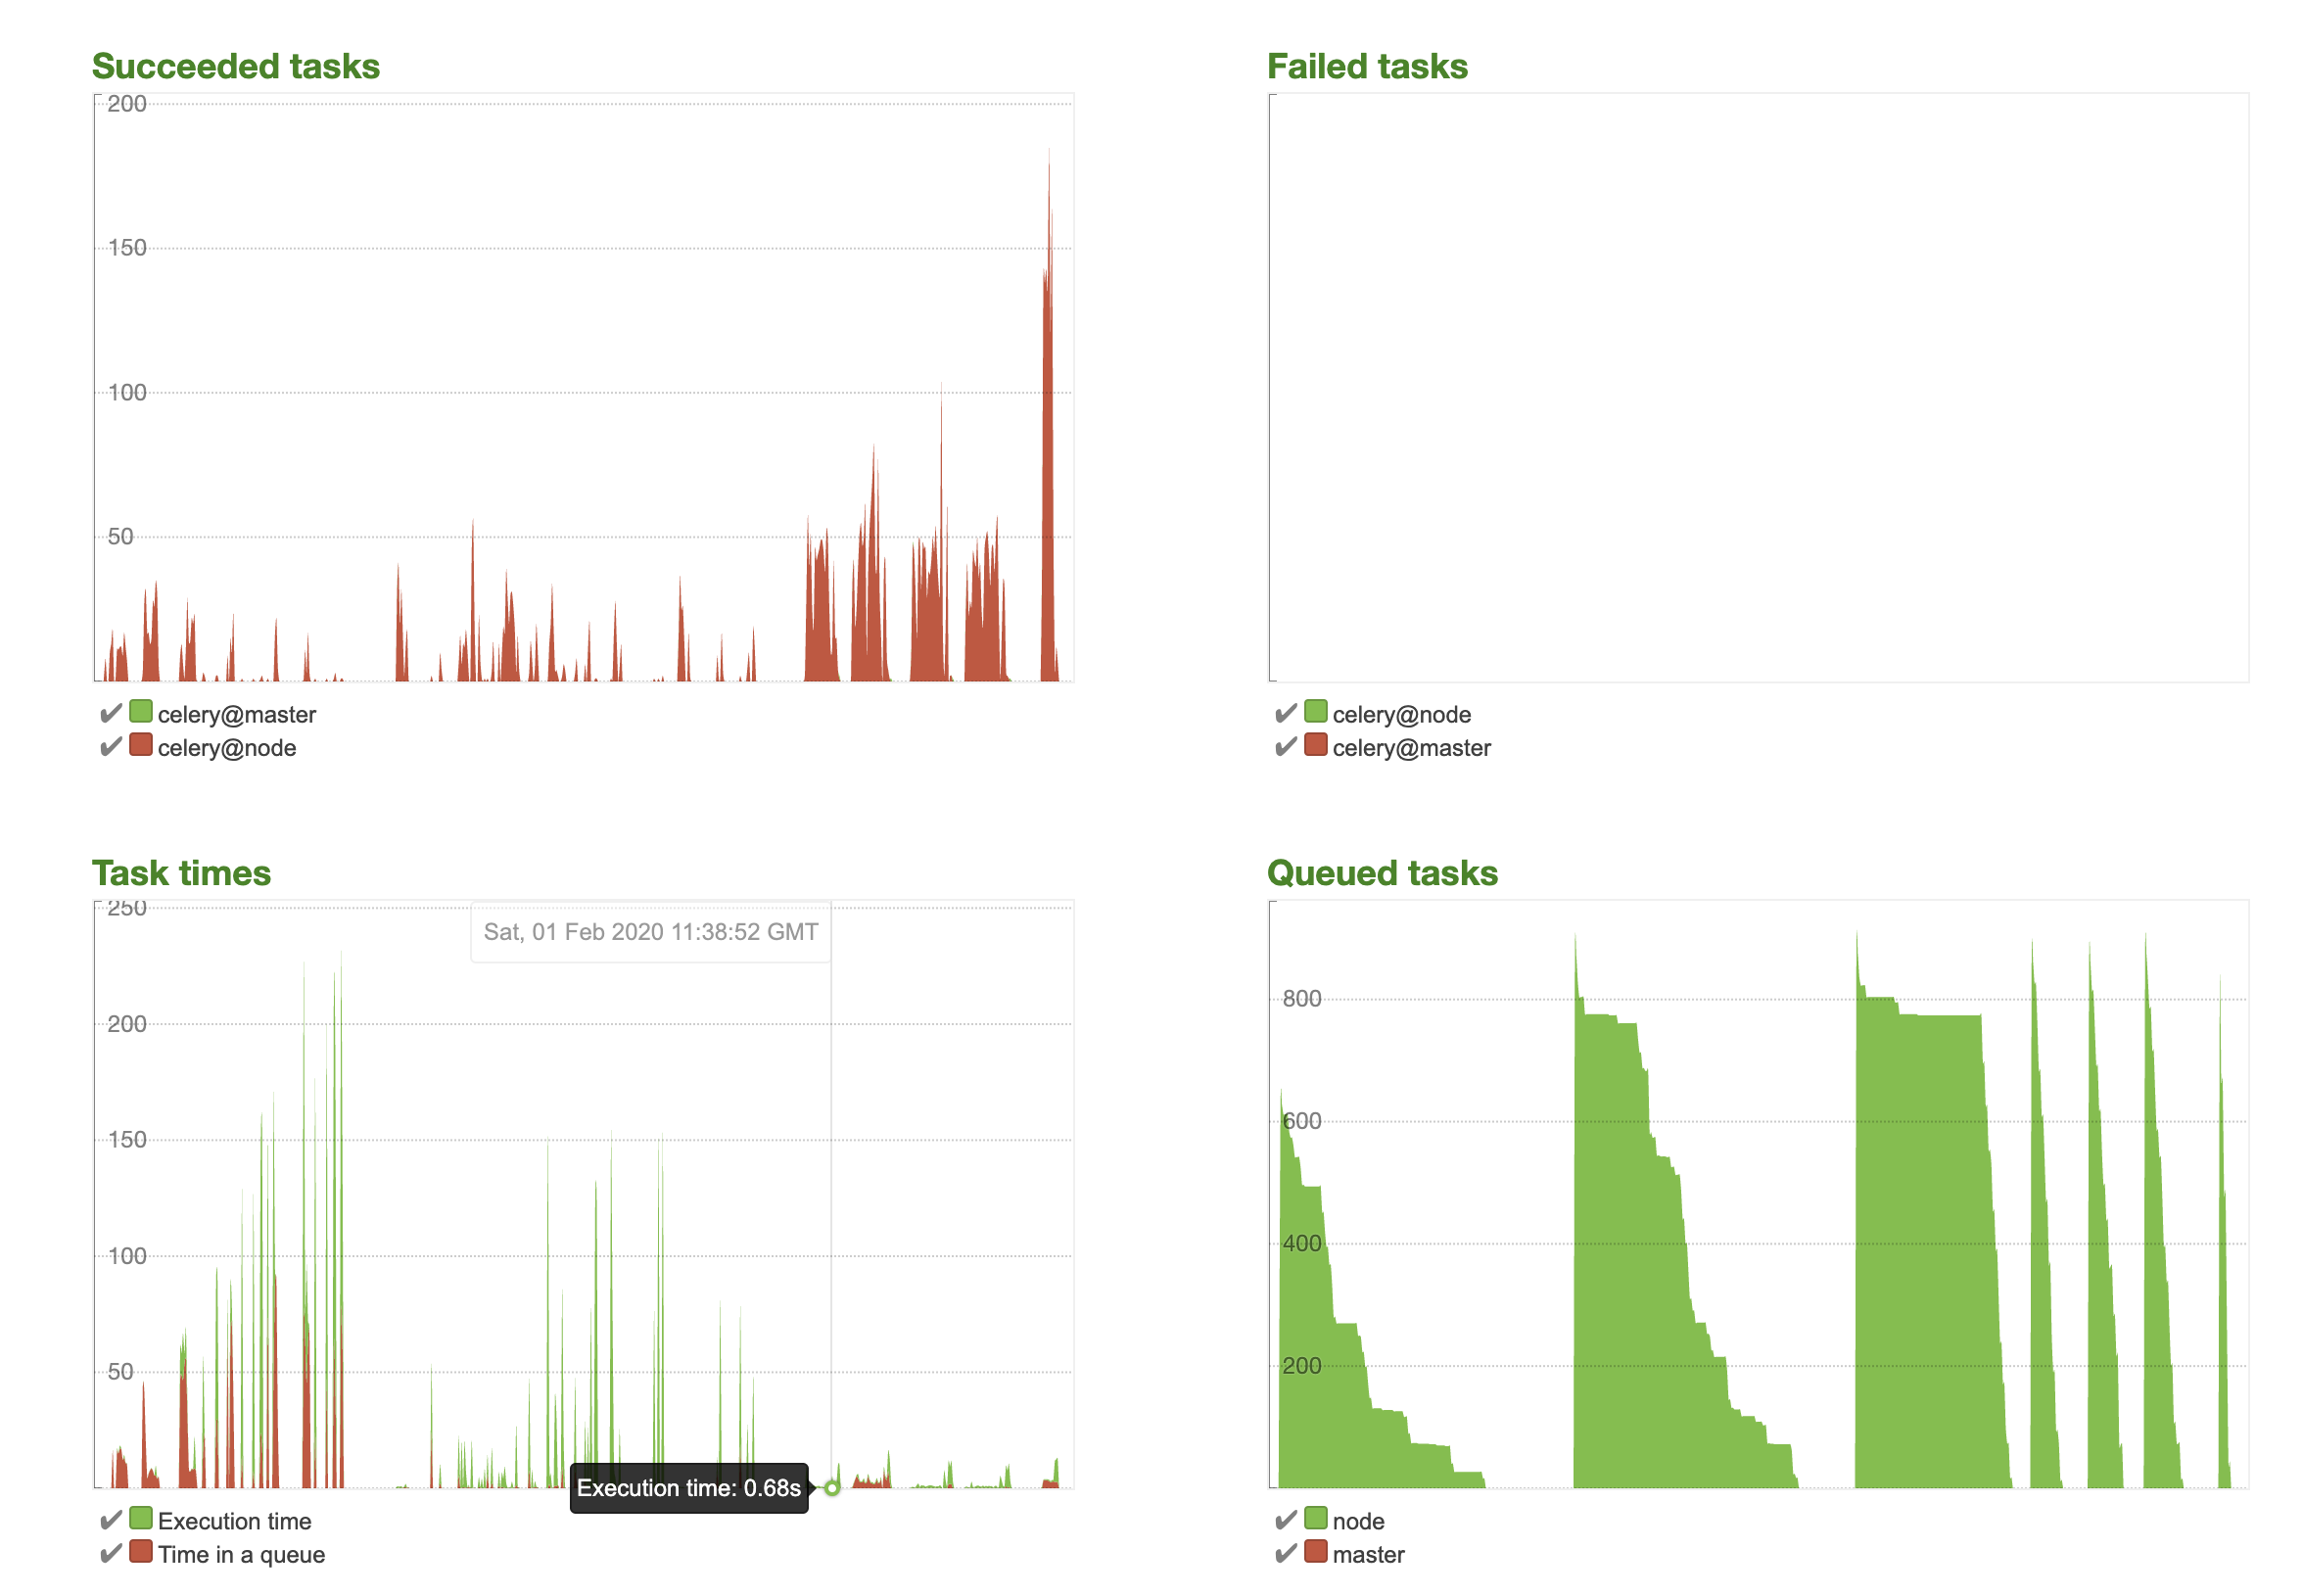 Succeeded tasks
200
150
100
50
✔ celery@master
✔ celery@node
Failed tasks
✔ celery@node
✔ celery@master
Task times
250
200
150
100
50
Sat, 01 Feb 2020 11:38:52 GMT
Execution time: 0.68s
✔ Execution time
✔ Time in a queue
Queued tasks
800
600
400
200
✔ node
✔ master